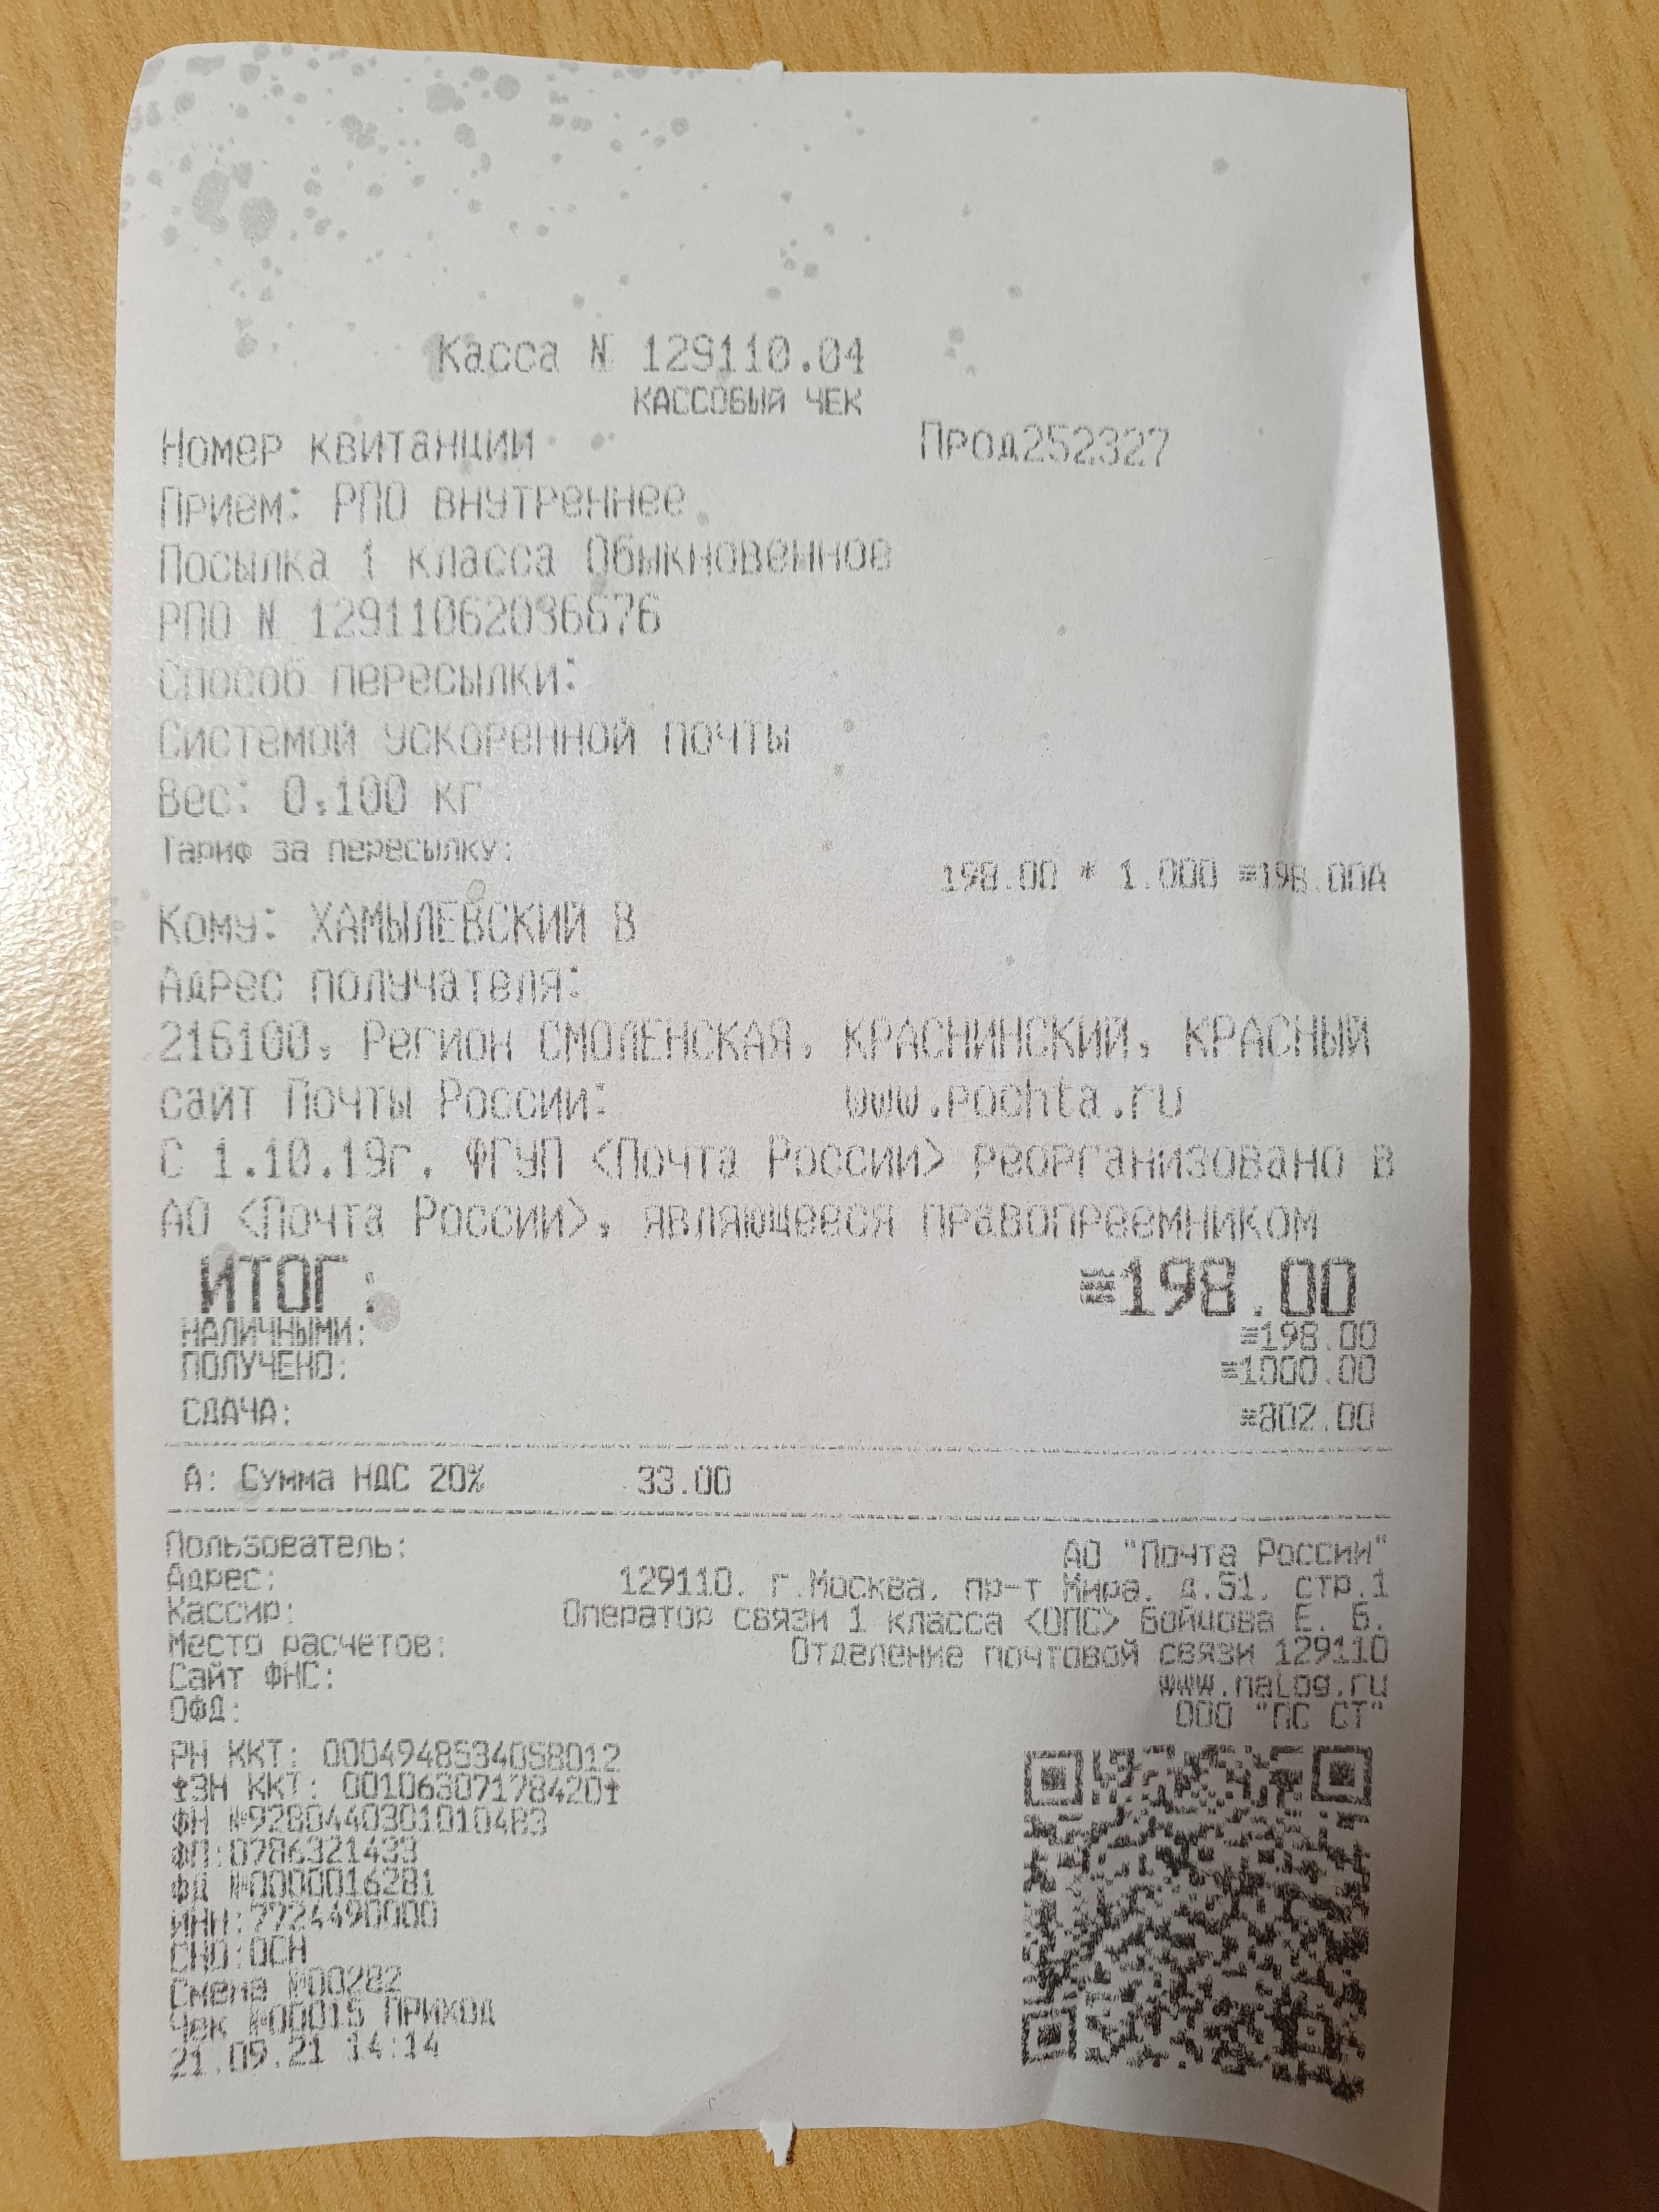 Касса N 129110.04
КАССОВЫЙ ЧЕК
Номер квитанции Прод252327
Прием: РПО внутреннее
Посылка 1 класса Обыкновенное
РПО N 12911062036676
Способ пересылки:
Системой ускоренной почты
Вес: 0.100 кг
Тариф за пересылку:
198.00 * 1.000 ≡198.00А
Кому: ХАМЫЛЕВСКИЙ В
Адрес получателя:
216100, Регион СМОЛЕНСКАЯ, КРАСНИНСКИЙ, КРАСНЫЙ
сайт Почты России: www.pochta.ru
С 1.10.19г. ФГУП <Почта России> реорганизовано в
АО <Почта России>, являющееся правопреемником
ИТОГ: ≡198.00
НАЛИЧНЫМИ: ≡198.00
ПОЛУЧЕНО: ≡1000.00
СДАЧА: ≡802.00
А: Сумма НДС 20% 33.00
Пользователь: АО "Почта России"
Адрес: 129110, г.Москва, пр-т Мира, д.51, стр.1
Кассир: Оператор связи 1 класса <ОПС> Бойцова Е. Б.
Место расчетов: Отделение почтовой связи 129110
Сайт ФНС: www.nalog.ru
ОФД: ООО "ПС СТ"
РН ККТ: 0004948534058012
ЗН ККТ: 00106307178420
ФН №9280440301010483
ФП:0786321433
ФД №0000016281
ИНН:7724490000
СНО:ОСН
Смена №00282
Чек №00015 ПРИХОД
21.09.21 14:14